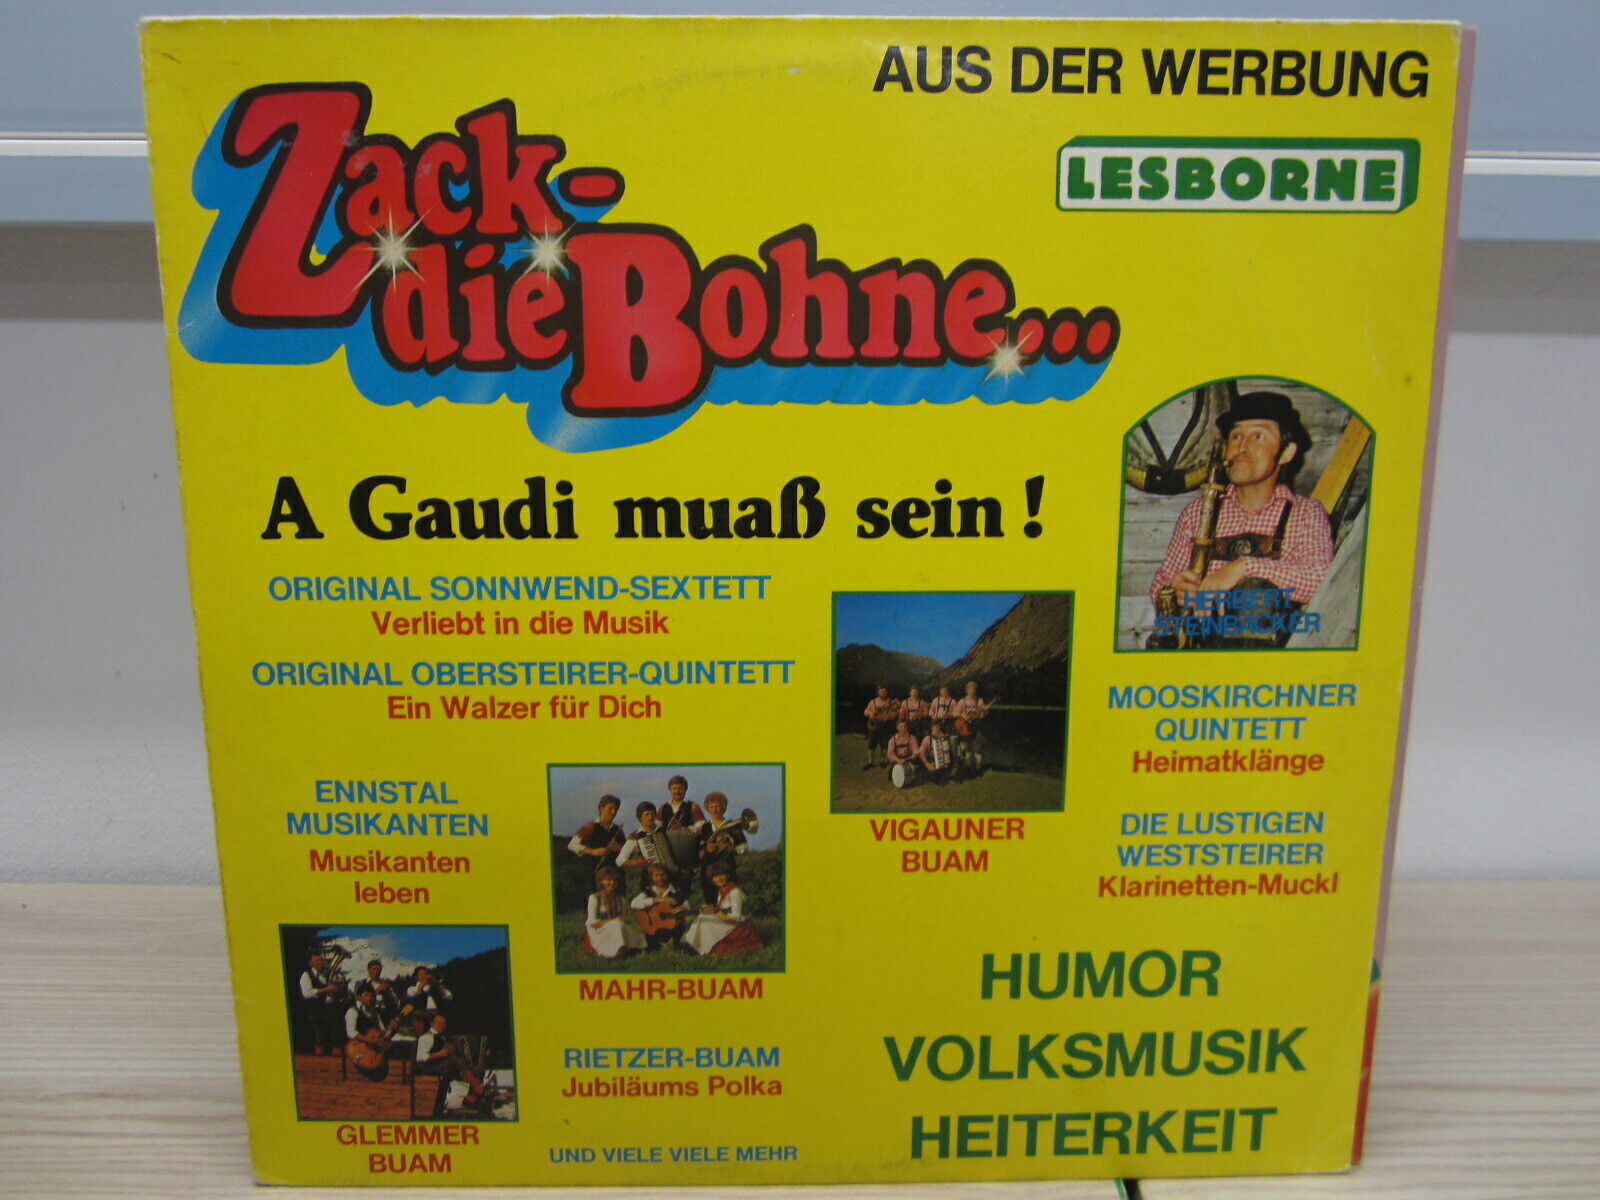 AUS DER WERBUNG
LESBORNE
Zack-
die Bohne...
A Gaudi muaß sein!
ORIGINAL SONNWEND-SEXTETT
Verliebt in die Musik
ORIGINAL OBERSTEIRER-QUINTETT
Ein Walzer für Dich
ENNSTAL
MUSIKANTEN
Musikanten
leben
GLEMMER
BUAM
MAHR-BUAM
RIETZER-BUAM
Jubiläums Polka
UND VIELE VIELE MEHR
VIGAUNER
BUAM
HERBERT
STEINBÄCKER
MOOSKIRCHNER
QUINTETT
Heimatklänge
DIE LUSTIGEN
WESTSTEIRER
Klarinetten-Muckl
HUMOR
VOLKSMUSIK
HEITERKEIT